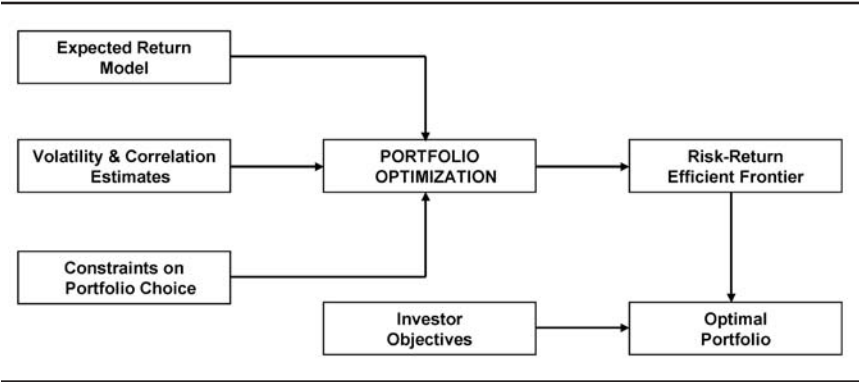 Expected Return
Model
Volatility & Correlation
Estimates
PORTFOLIO
OPTIMIZATION
Risk-Return
Efficient Frontier
Constraints on
Portfolio Choice
Investor
Objectives
Optimal
Portfolio